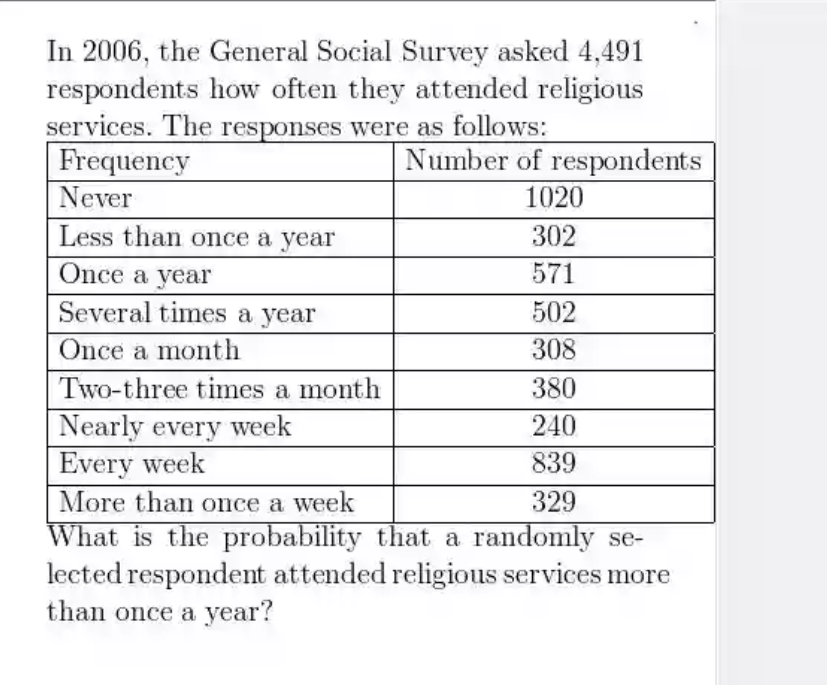 In 2006, the General Social Survey asked 4,491
respondents how often they attended religious
services. The responses were as follows:
Frequency Number of respondents
Never 1020
Less than once a year 302
Once a year 571
Several times a year 502
Once a month 308
Two-three times a month 380
Nearly every week 240
Every week 839
More than once a week 329
What is the probability that a randomly se-
lected respondent attended religious services more
than once a year?